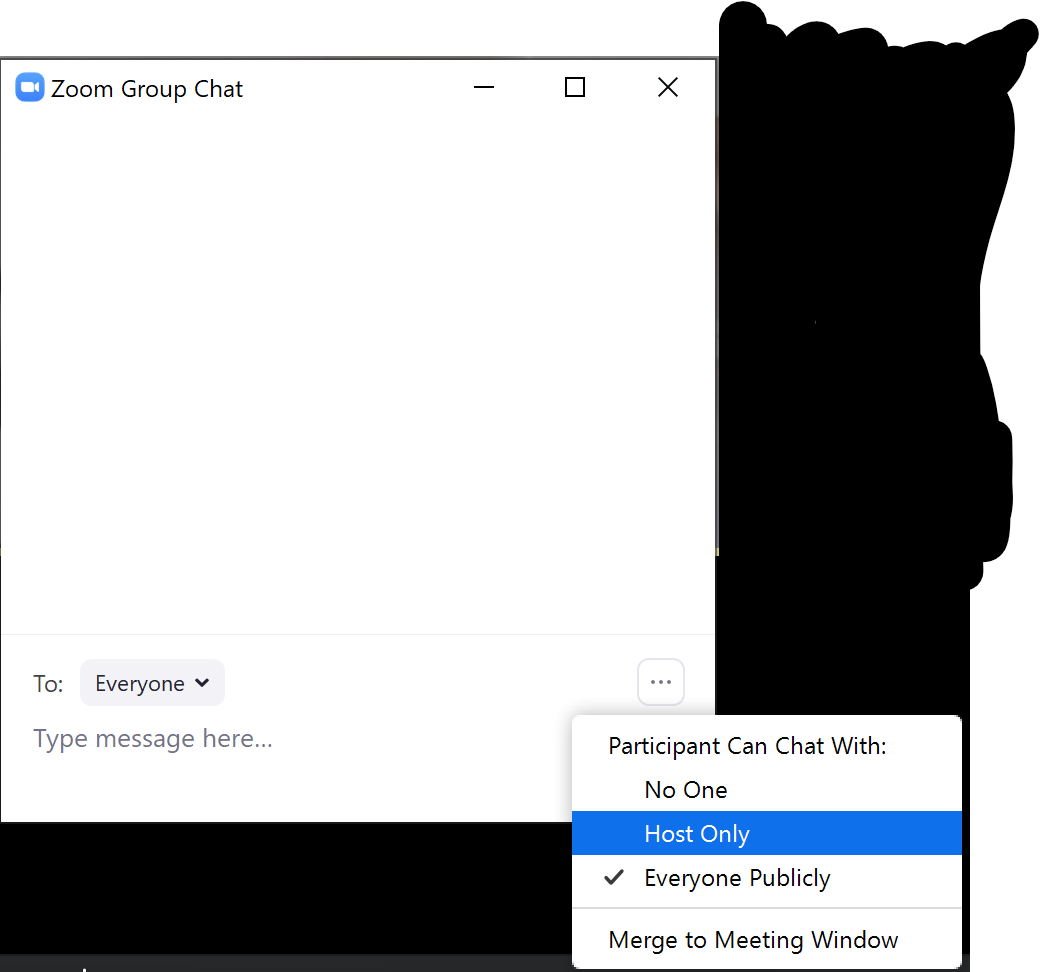 Zoom Group Chat
To: Everyone
Type message here...
Participant Can Chat With:
No One
Host Only
Everyone Publicly
Merge to Meeting Window